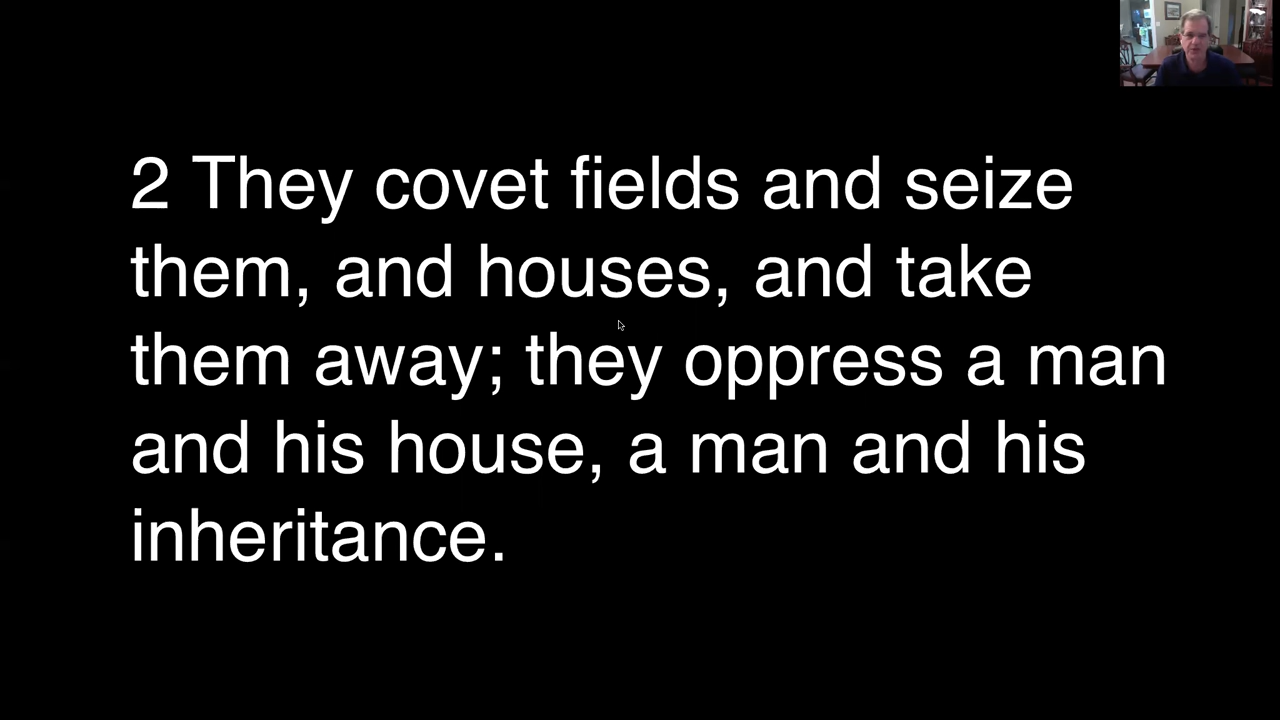 2 They covet fields and seize
them, and houses, and take
them away; they oppress a man
and his house, a man and his
inheritance.